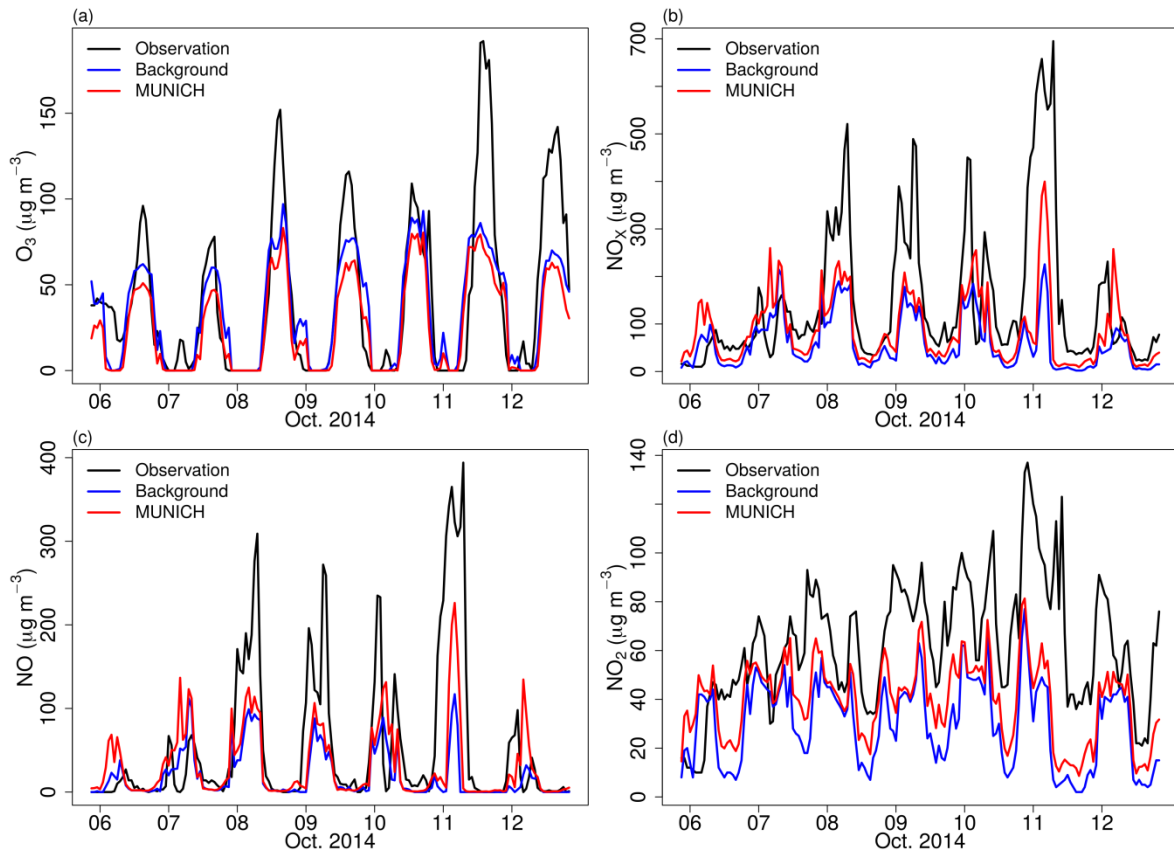 (a)
Observation
Background
MUNICH
O₃ (μg m⁻³)
0 50 100 150
06 07 08 09 10 11 12
Oct. 2014
(b)
Observation
Background
MUNICH
NOₓ (μg m⁻³)
0 100 300 500 700
06 07 08 09 10 11 12
Oct. 2014
(c)
Observation
Background
MUNICH
NO (μg m⁻³)
0 100 200 300 400
06 07 08 09 10 11 12
Oct. 2014
(d)
Observation
Background
MUNICH
NO₂ (μg m⁻³)
0 20 40 60 80 100 140
06 07 08 09 10 11 12
Oct. 2014